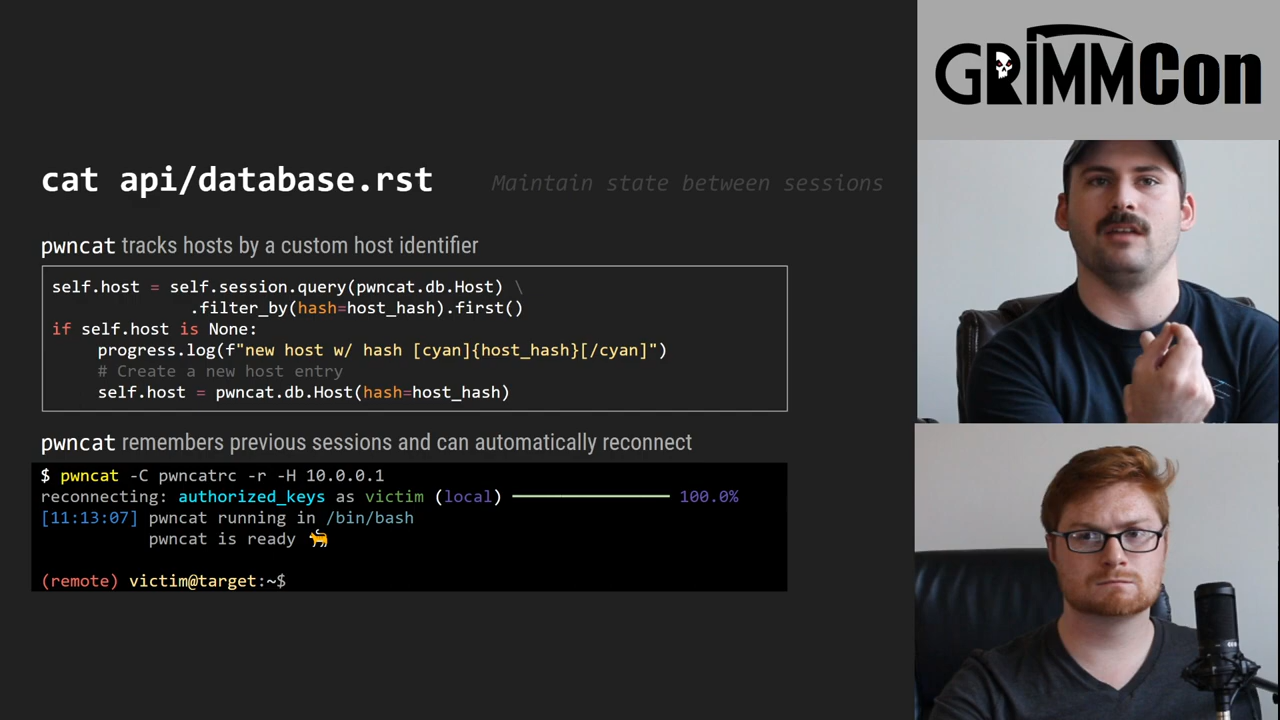 GRIMMCon
cat api/database.rst
Maintain state between sessions
pwncat tracks hosts by a custom host identifier
self.host = self.session.query(pwncat.db.Host) \
.filter_by(hash=host_hash).first()
if self.host is None:
progress.log(f"new host w/ hash [cyan]{host_hash}[/cyan]")
# Create a new host entry
self.host = pwncat.db.Host(hash=host_hash)
pwncat remembers previous sessions and can automatically reconnect
$ pwncat -C pwncatrc -r -H 10.0.0.1
reconnecting: authorized_keys as victim (local) 100.0%
[11:13:07] pwncat running in /bin/bash
pwncat is ready 🐈
(remote) victim@target:~$